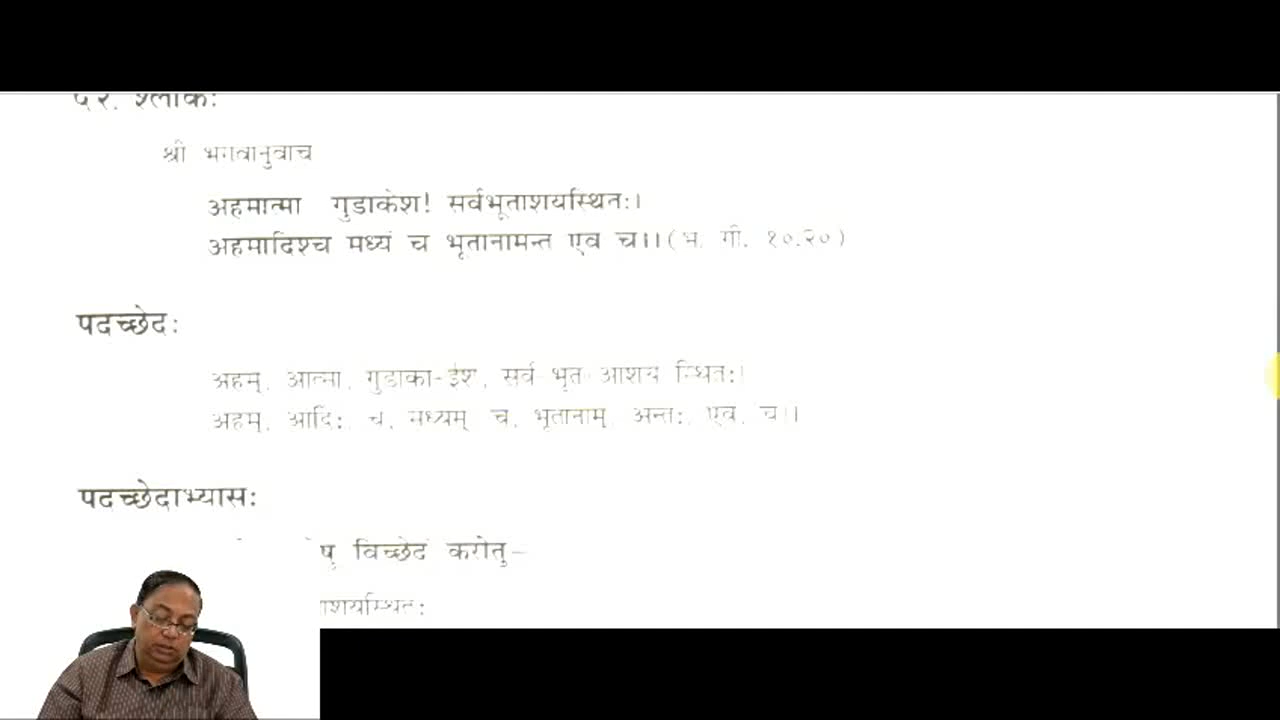 ५२. श्लोकः
श्री भगवानुवाच
अहमात्मा गुडाकेश! सर्वभूताशयस्थितः।
अहमादिश्च मध्यं च भूतानामन्त एव च।।(भ. गी. १०.२०)
पदच्छेदः
अहम्, आत्मा, गुडाका-ईश, सर्व-भूत-आशय स्थितः।
अहम्, आदिः, च, मध्यम् च, भूतानाम्, अन्तः, एव, च।।
पदच्छेदाभ्यासः
विच्छेदं करोतु–